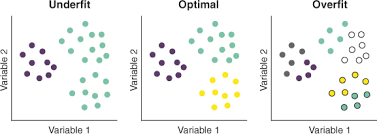 Underfit
Optimal
Overfit
Variable 2
Variable 2
Variable 2
Variable 1
Variable 1
Variable 1